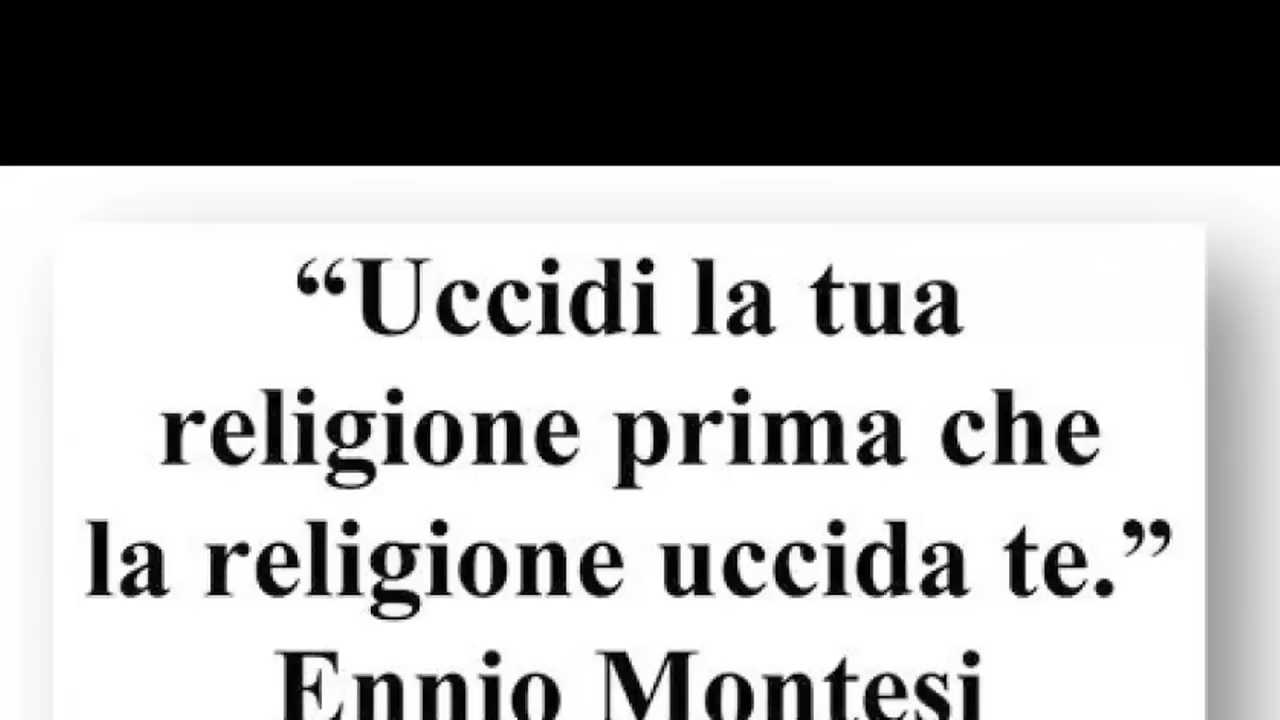 “Uccidi la tua
religione prima che
la religione uccida te.”
Ennio Montesi